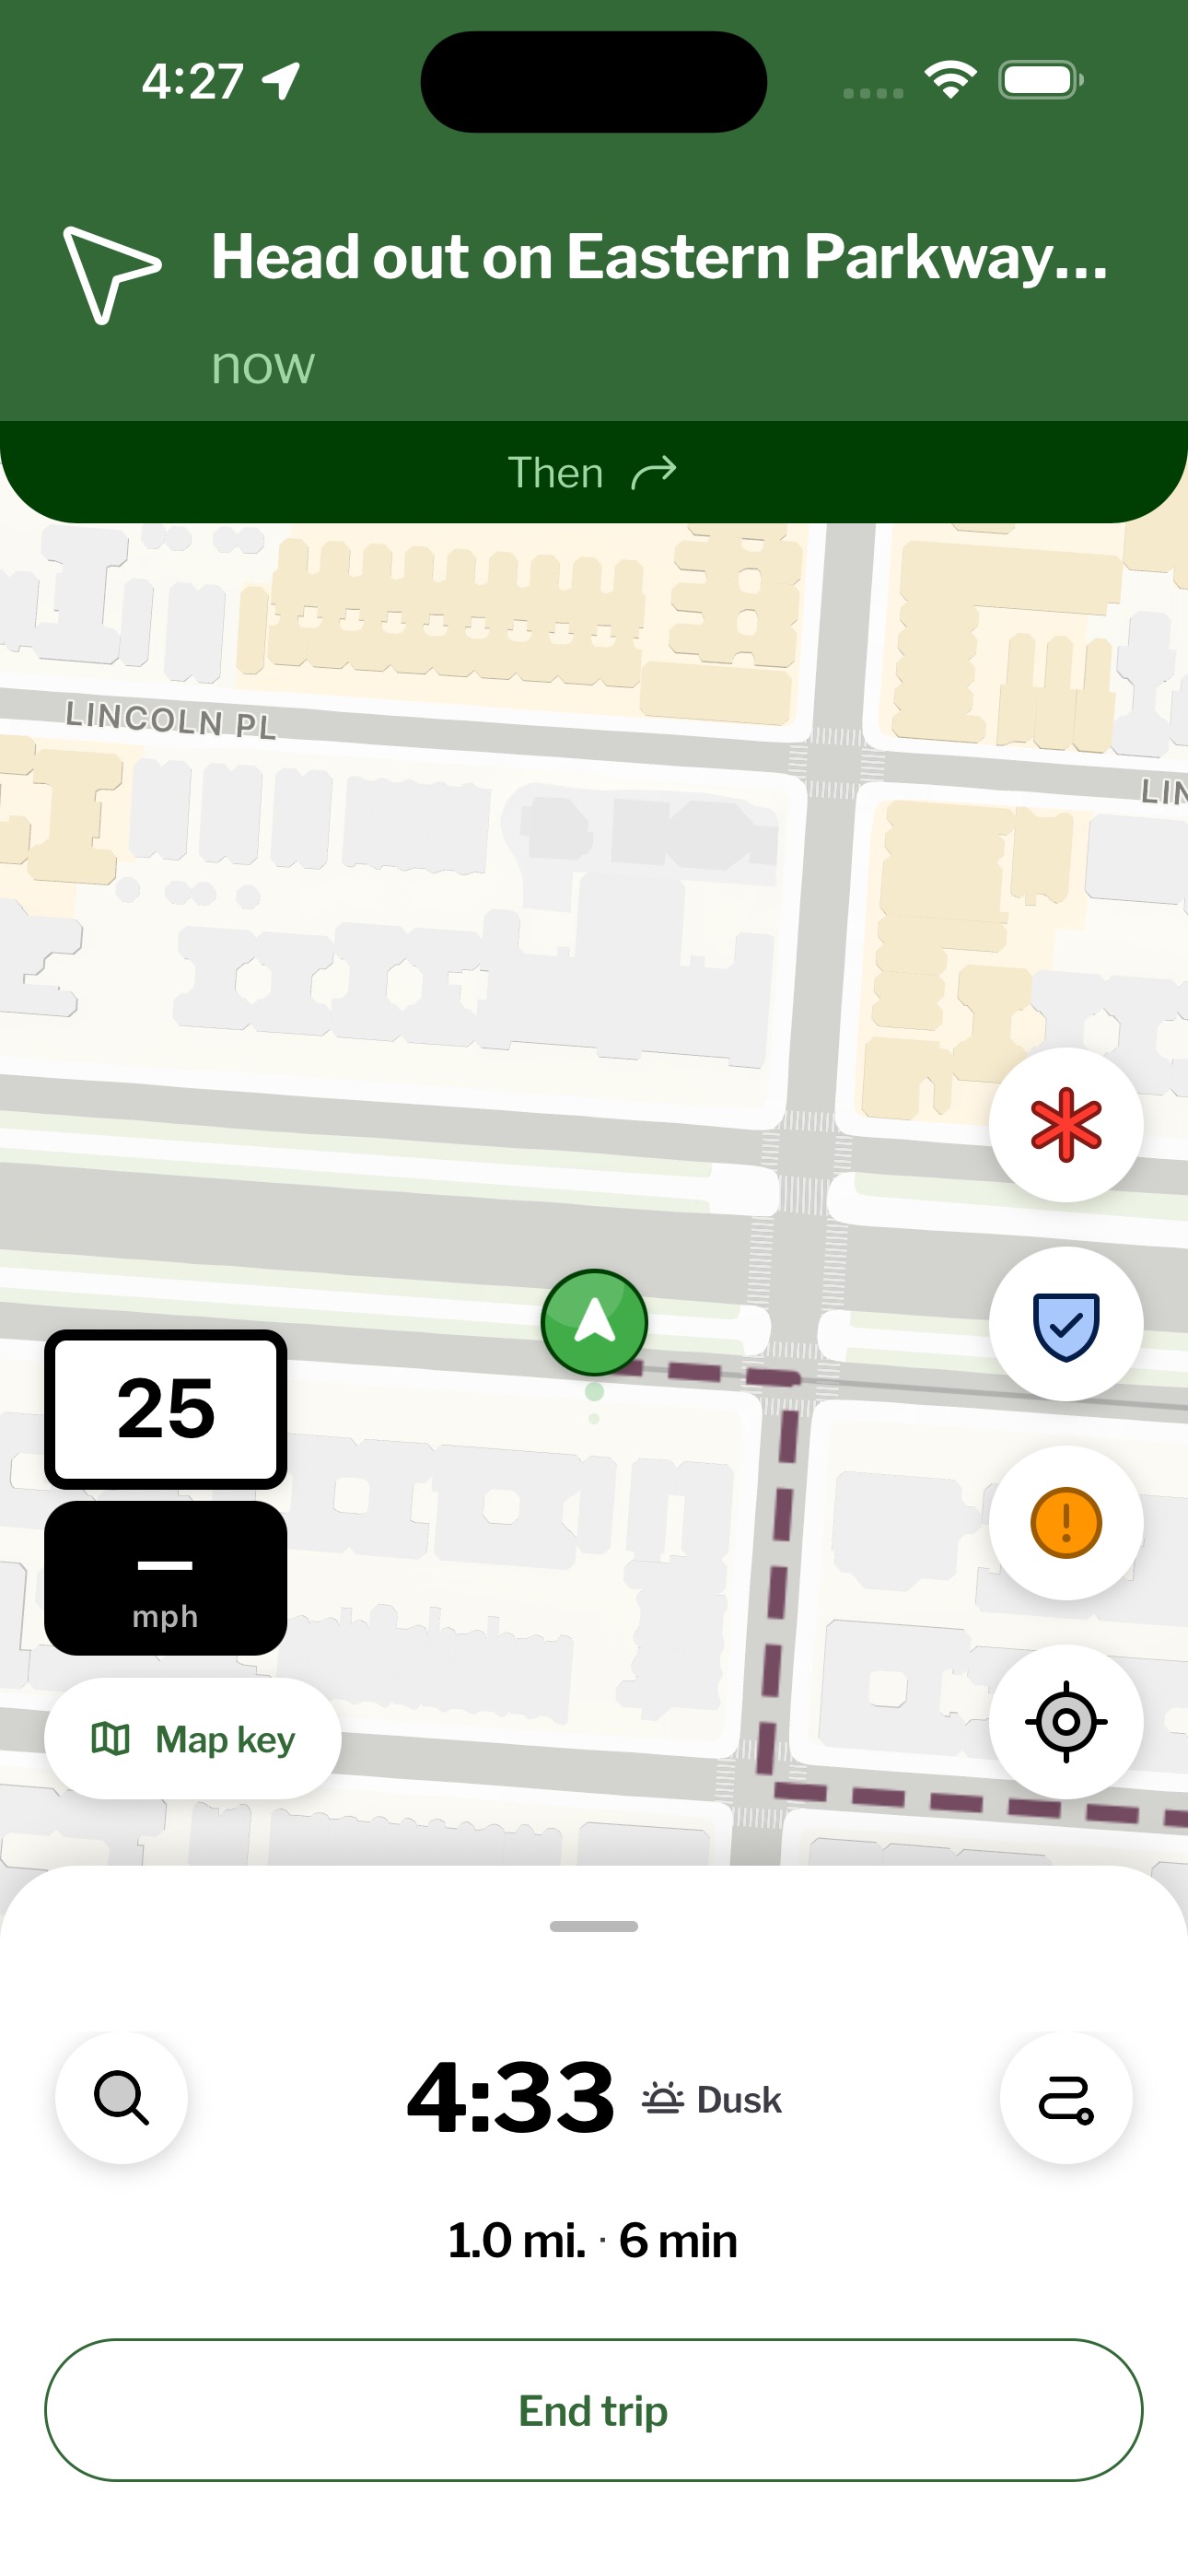 4:27
Head out on Eastern Parkway...
now
Then
LINCOLN PL
LIN
25
mph
Map key
4:33 Dusk
1.0 mi. · 6 min
End trip